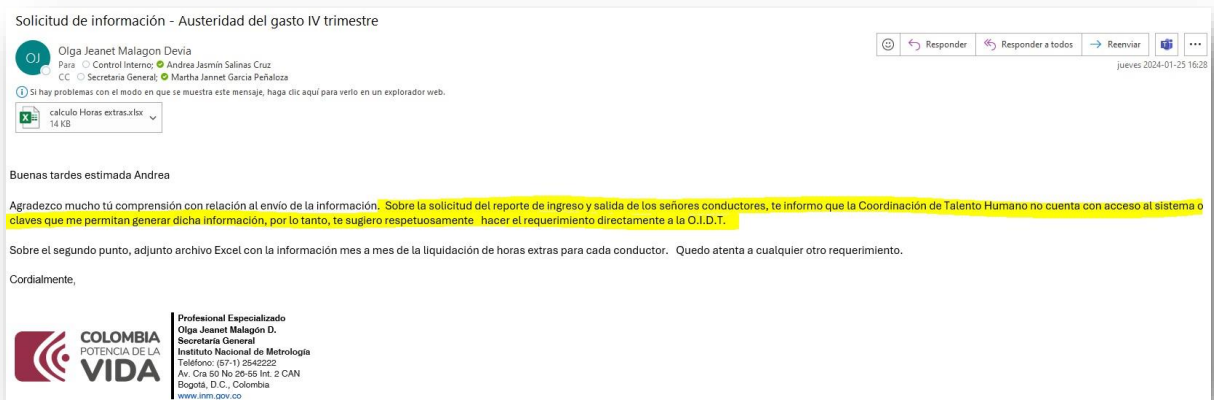 Solicitud de información - Austeridad del gasto IV trimestre
OJ
Olga Jeanet Malagon Devia
Para Control Interno; Andrea Jasmín Salinas Cruz
CC Secretaria General; Martha Jannet Garcia Peñaloza
Responder
Responder a todos
Reenviar
jueves 2024-01-25 16:28
Si hay problemas con el modo en que se muestra este mensaje, haga clic aquí para verlo en un explorador web.
calculo Horas extras.xlsx
14 KB
Buenas tardes estimada Andrea
Agradezco mucho tú comprensión con relación al envío de la información. Sobre la solicitud del reporte de ingreso y salida de los señores conductores, te informo que la Coordinación de Talento Humano no cuenta con acceso al sistema o
claves que me permitan generar dicha información, por lo tanto, te sugiero respetuosamente hacer el requerimiento directamente a la O.I.D.T.
Sobre el segundo punto, adjunto archivo Excel con la información mes a mes de la liquidación de horas extras para cada conductor. Quedo atenta a cualquier otro requerimiento.
Cordialmente,
COLOMBIA
POTENCIA DE LA
VIDA
Profesional Especializado
Olga Jeanet Malagón D.
Secretaría General
Instituto Nacional de Metrología
Teléfono: (57-1) 2542222
Av. Cra 50 No 26-55 Int. 2 CAN
Bogotá, D.C., Colombia
www.inm.gov.co